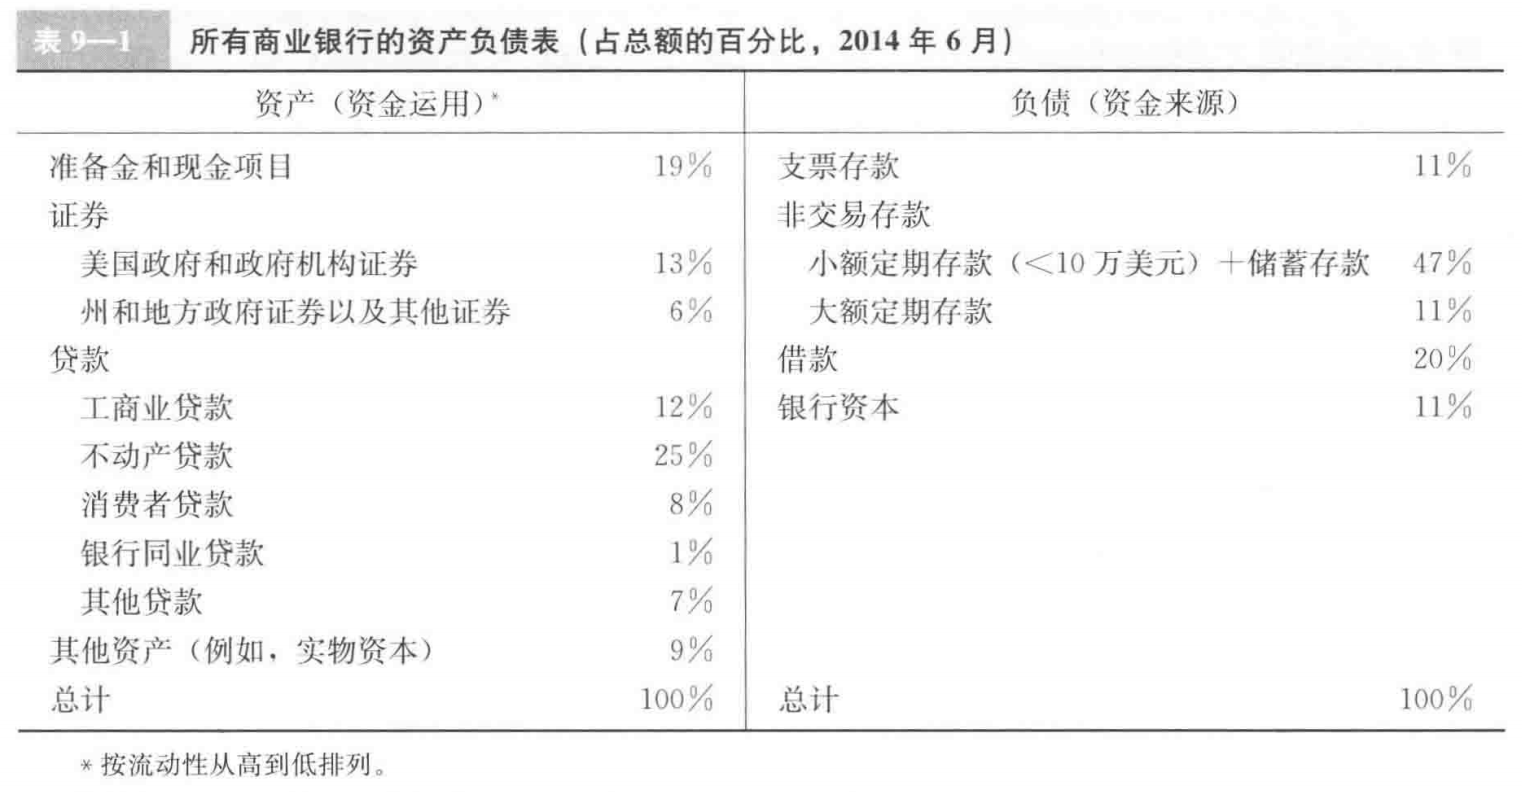 表 9—1 所有商业银行的资产负债表（占总额的百分比，2014 年 6 月）
资产（资金运用）* 负债（资金来源）
准备金和现金项目 19% 支票存款 11%
证券 非交易存款
美国政府和政府机构证券 13% 小额定期存款（＜10 万美元）＋储蓄存款 47%
州和地方政府证券以及其他证券 6% 大额定期存款 11%
贷款 借款 20%
工商业贷款 12% 银行资本 11%
不动产贷款 25%
消费者贷款 8%
银行同业贷款 1%
其他贷款 7%
其他资产（例如，实物资本） 9%
总计 100% 总计 100%
* 按流动性从高到低排列。